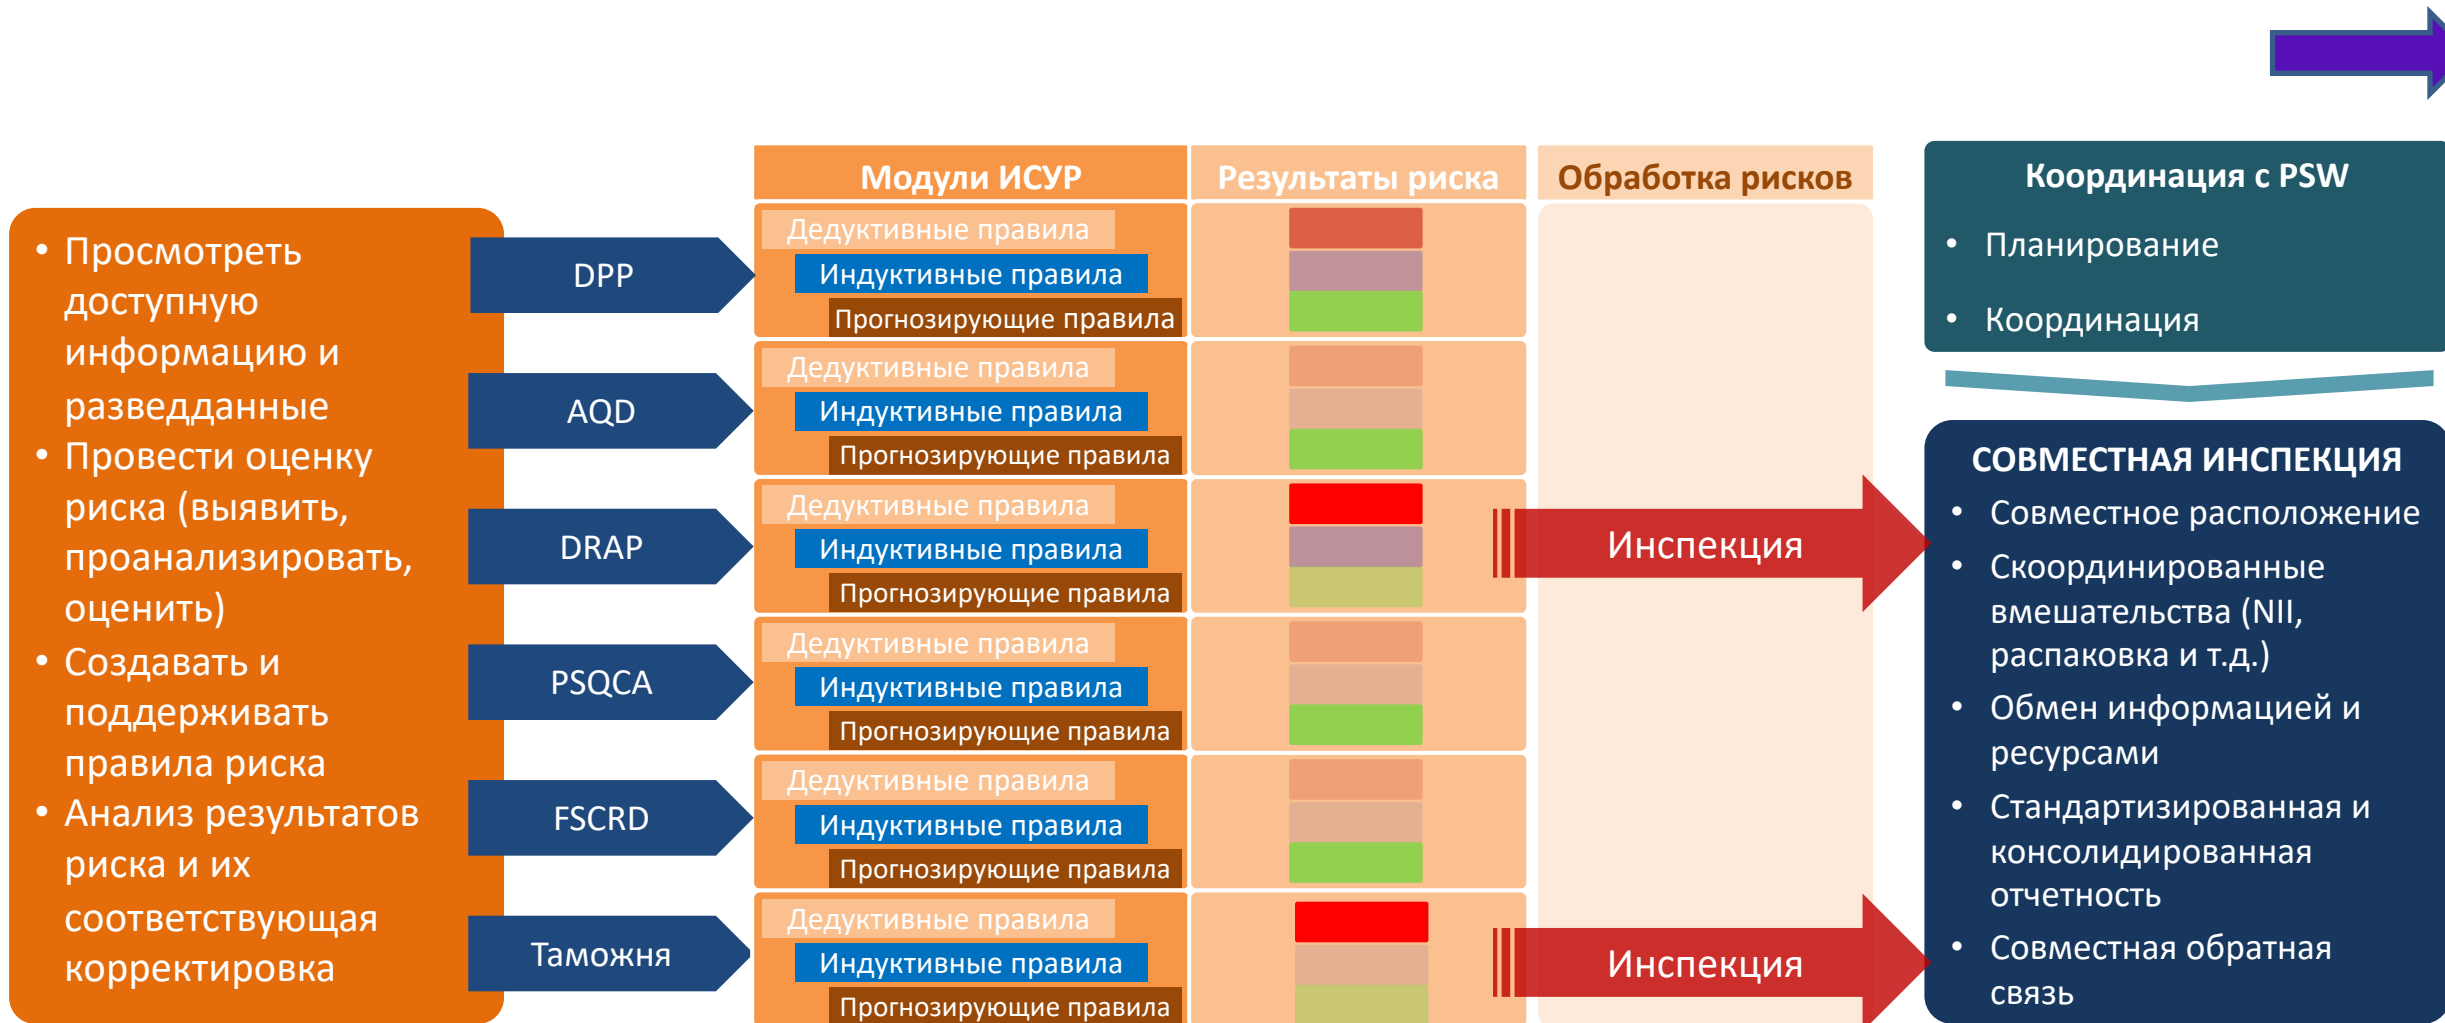 • Просмотреть
доступную
информацию и
разведданные
• Провести оценку
риска (выявить,
проанализировать,
оценить)
• Создавать и
поддерживать
правила риска
• Анализ результатов
риска и их
соответствующая
корректировка
DPP
AQD
DRAP
PSQCA
FSCRD
Таможня
Модули ИСУР
Результаты риска
Обработка рисков
Дедуктивные правила
Индуктивные правила
Прогнозирующие правила
Дедуктивные правила
Индуктивные правила
Прогнозирующие правила
Дедуктивные правила
Индуктивные правила
Прогнозирующие правила
Дедуктивные правила
Индуктивные правила
Прогнозирующие правила
Дедуктивные правила
Индуктивные правила
Прогнозирующие правила
Дедуктивные правила
Индуктивные правила
Прогнозирующие правила
Инспекция
Инспекция
Координация с PSW
• Планирование
• Координация
СОВМЕСТНАЯ ИНСПЕКЦИЯ
• Совместное расположение
• Скоординированные
вмешательства (NII,
распаковка и т.д.)
• Обмен информацией и
ресурсами
• Стандартизированная и
консолидированная
отчетность
• Совместная обратная
связь